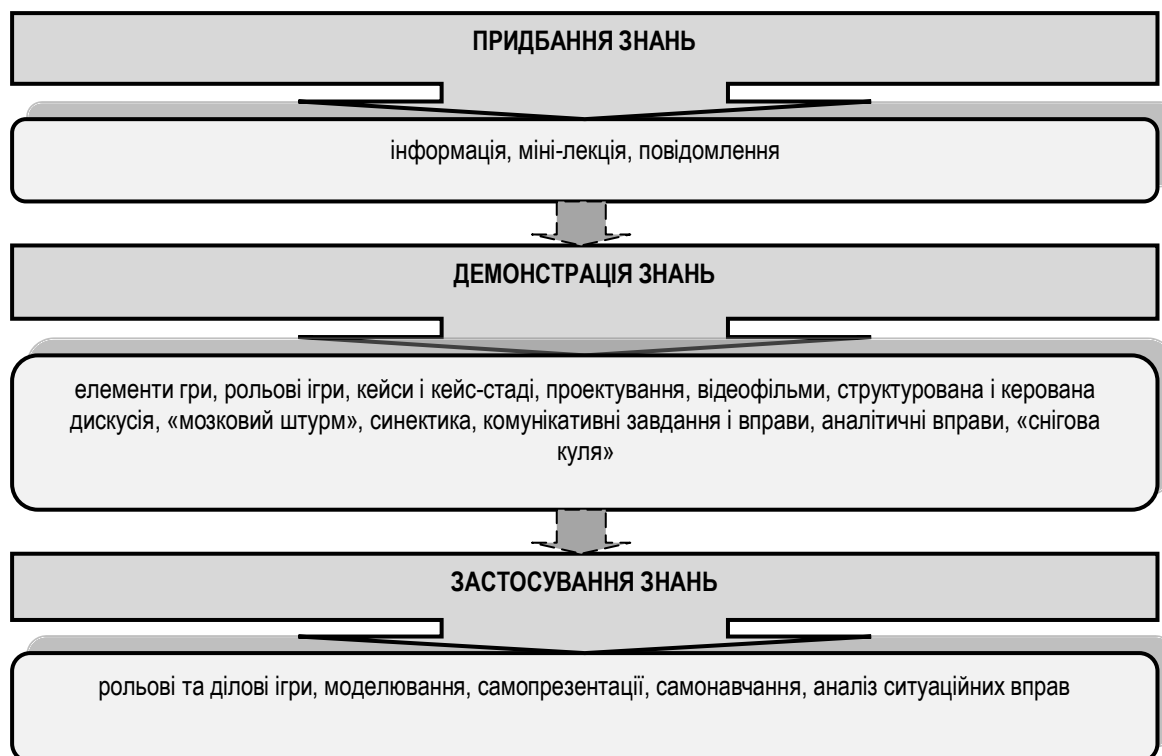 ПРИДБАННЯ ЗНАНЬ
інформація, міні-лекція, повідомлення
ДЕМОНСТРАЦІЯ ЗНАНЬ
елементи гри, рольові ігри, кейси і кейс-стаді, проектування, відеофільми, структурована і керована
дискусія, «мозковий штурм», синектика, комунікативні завдання і вправи, аналітичні вправи, «снігова
куля»
ЗАСТОСУВАННЯ ЗНАНЬ
рольові та ділові ігри, моделювання, самопрезентації, самонавчання, аналіз ситуаційних вправ